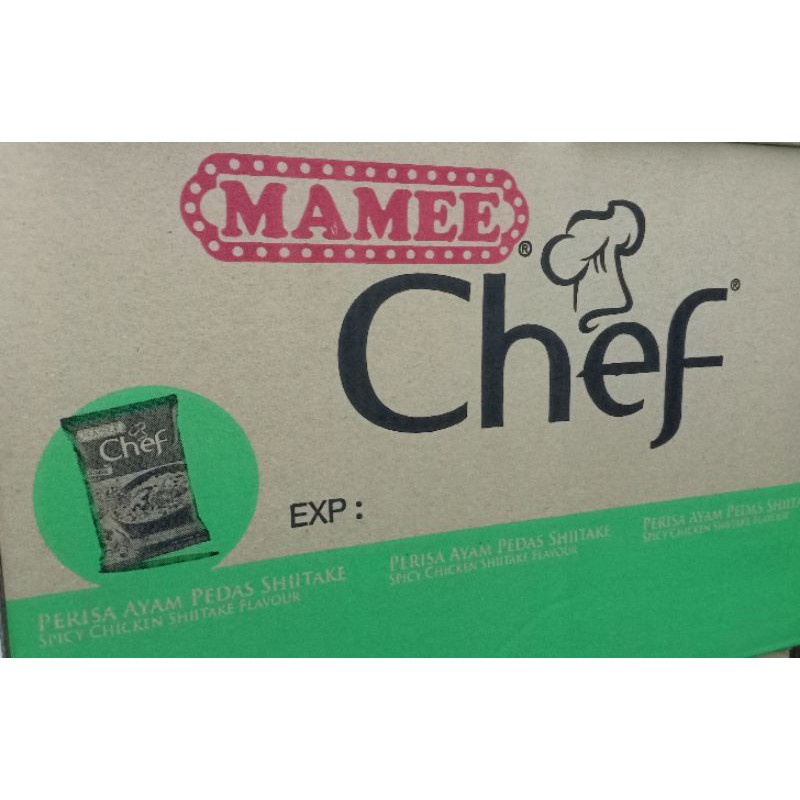 MAMEE®
Chef®
Chef
EXP :
PERISA AYAM PEDAS SHIITAKE
SPICY CHICKEN SHIITAKE FLAVOUR
PERISA AYAM PEDAS SHIITAKE
SPICY CHICKEN SHIITAKE FLAVOUR
PERISA AYAM PEDAS
SPICY CHICKEN SHIITAKE FLAVOUR